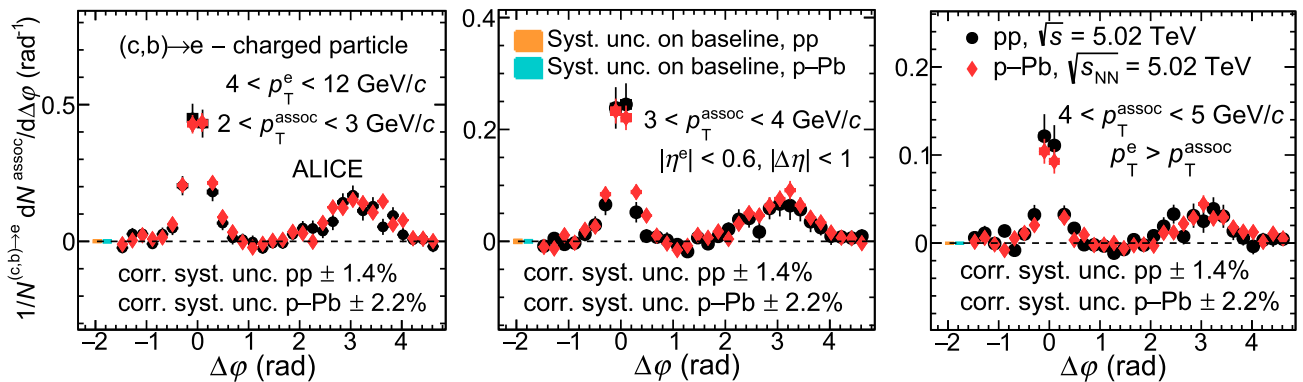 1/N^{(c,b)→e} dN^{assoc}/dΔφ (rad⁻¹)
(c,b)→e – charged particle
4 < p_T^e < 12 GeV/c
2 < p_T^{assoc} < 3 GeV/c
ALICE
corr. syst. unc. pp ± 1.4%
corr. syst. unc. p–Pb ± 2.2%
0.5
0
−2 −1 0 1 2 3 4
Δφ (rad)
Syst. unc. on baseline, pp
Syst. unc. on baseline, p–Pb
3 < p_T^{assoc} < 4 GeV/c
|η^e| < 0.6, |Δη| < 1
corr. syst. unc. pp ± 1.4%
corr. syst. unc. p–Pb ± 2.2%
0.4
0.2
0
−2 −1 0 1 2 3 4
Δφ (rad)
pp, √s = 5.02 TeV
p–Pb, √s_NN = 5.02 TeV
4 < p_T^{assoc} < 5 GeV/c
p_T^e > p_T^{assoc}
corr. syst. unc. pp ± 1.4%
corr. syst. unc. p–Pb ± 2.2%
0.2
0.1
0
−2 −1 0 1 2 3 4
Δφ (rad)